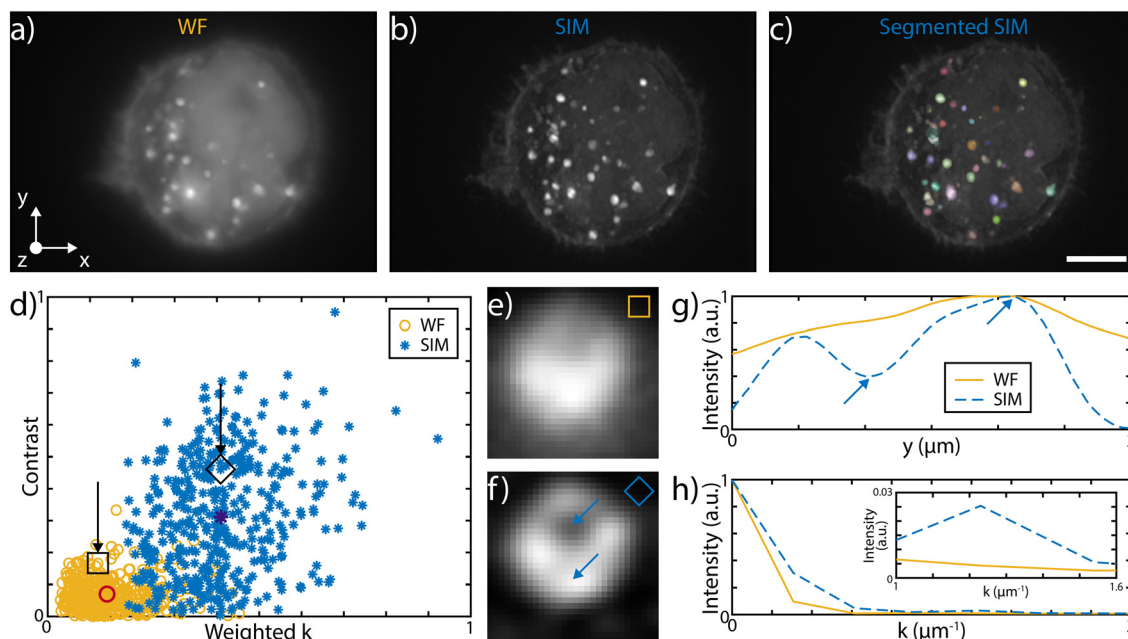 a)
WF
b)
SIM
c)
Segmented SIM
y
z
x
d)
1
WF
SIM
Contrast
0
0
Weighted k
1
e)
f)
g)
1
Intensity (a.u.)
WF
SIM
0
0
y (µm)
h)
1
Intensity (a.u.)
0
0
k (µm⁻¹)
0.03
Intensity
(a.u.)
0
0
k (µm⁻¹)
1.6